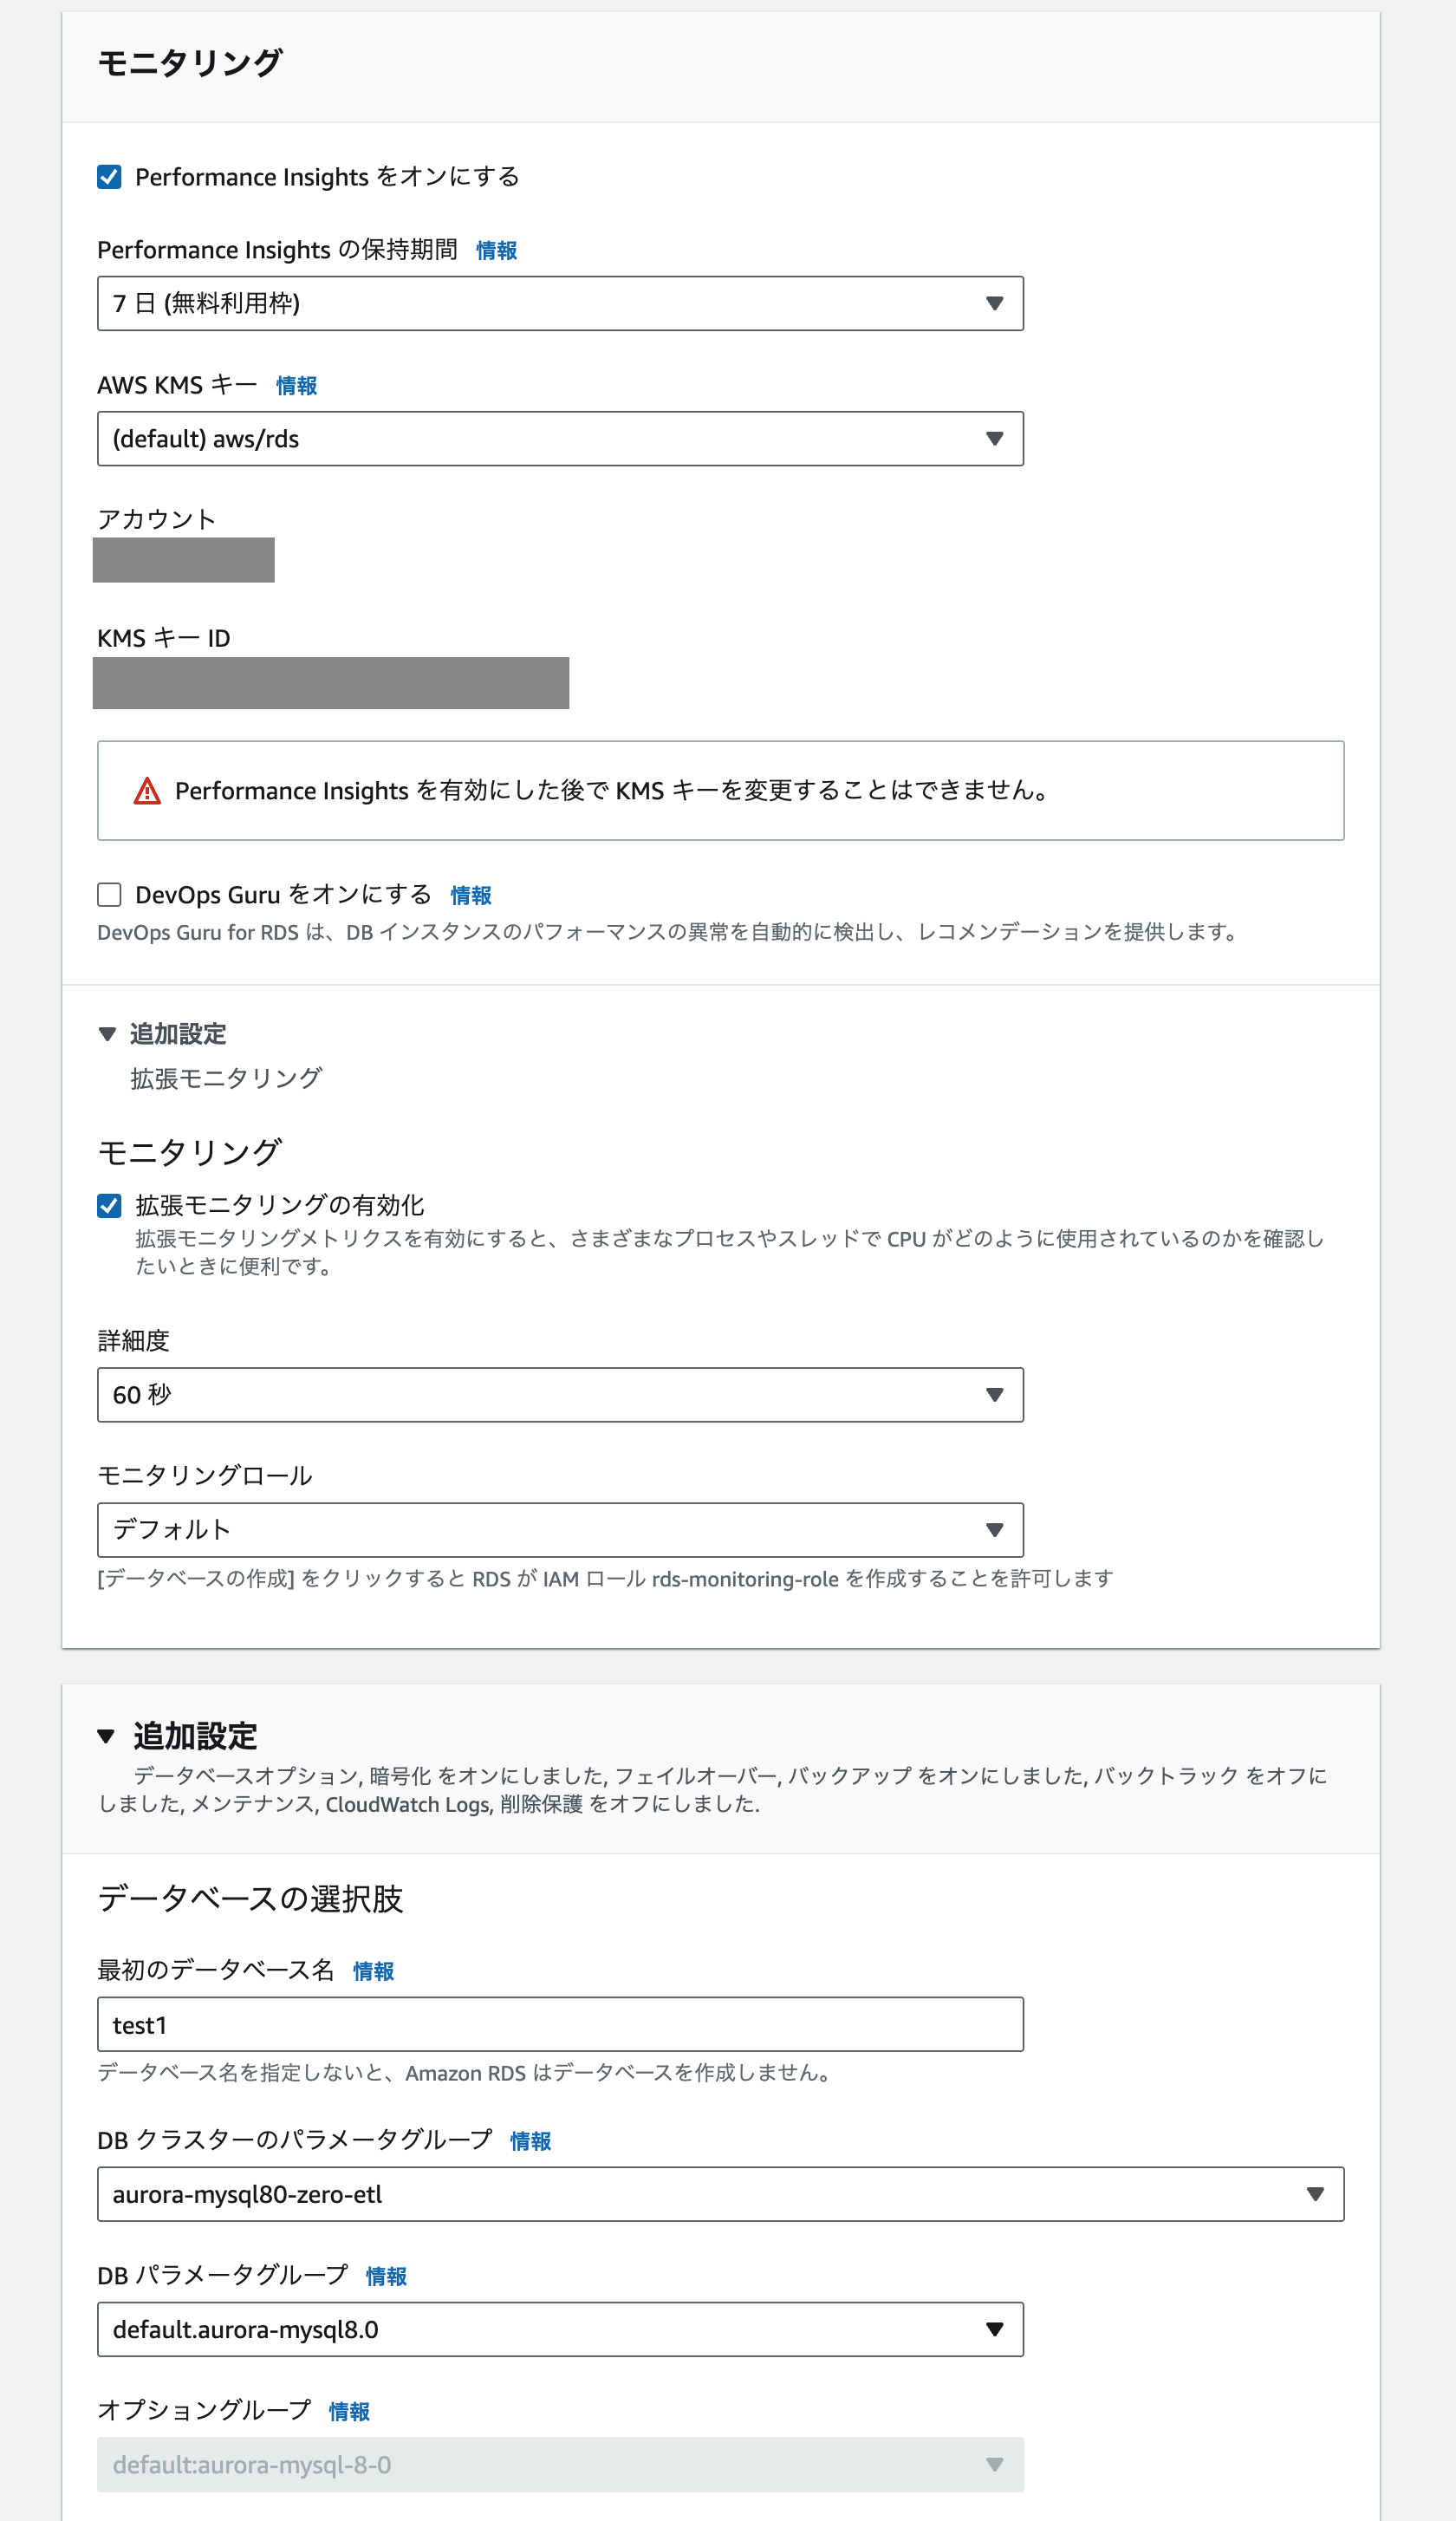 モニタリング
Performance Insights をオンにする
Performance Insights の保持期間 情報
7 日 (無料利用枠)
AWS KMS キー 情報
(default) aws/rds
アカウント
KMS キー ID
Performance Insights を有効にした後で KMS キーを変更することはできません。
DevOps Guru をオンにする 情報
DevOps Guru for RDS は、DB インスタンスのパフォーマンスの異常を自動的に検出し、レコメンデーションを提供します。
追加設定
拡張モニタリング
モニタリング
拡張モニタリングの有効化
拡張モニタリングメトリクスを有効にすると、さまざまなプロセスやスレッドで CPU がどのように使用されているのかを確認し
たいときに便利です。
詳細度
60 秒
モニタリングロール
デフォルト
[データベースの作成] をクリックすると RDS が IAM ロール rds-monitoring-role を作成することを許可します
追加設定
データベースオプション, 暗号化 をオンにしました, フェイルオーバー, バックアップ をオンにしました, バックトラック をオフに
しました, メンテナンス, CloudWatch Logs, 削除保護 をオフにしました.
データベースの選択肢
最初のデータベース名 情報
test1
データベース名を指定しないと、Amazon RDS はデータベースを作成しません。
DB クラスターのパラメータグループ 情報
aurora-mysql80-zero-etl
DB パラメータグループ 情報
default.aurora-mysql8.0
オプショングループ 情報
default:aurora-mysql-8-0